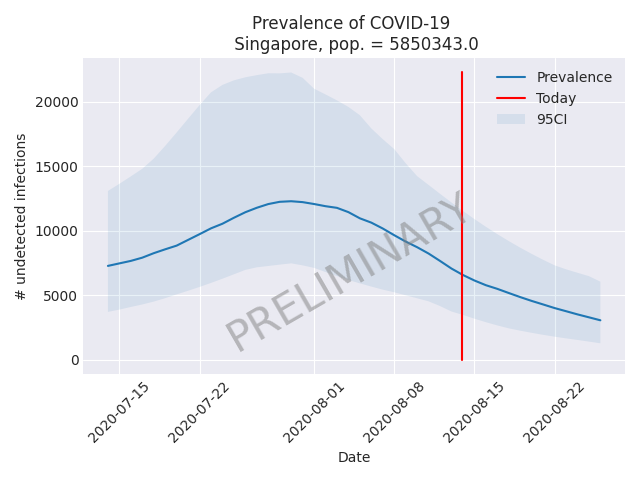 Prevalence of COVID-19
Singapore, pop. = 5850343.0
Prevalence
Today
95CI
# undetected infections
20000
15000
10000
5000
0
PRELIMINARY
2020-07-15
2020-07-22
2020-08-01
2020-08-08
2020-08-15
2020-08-22
Date